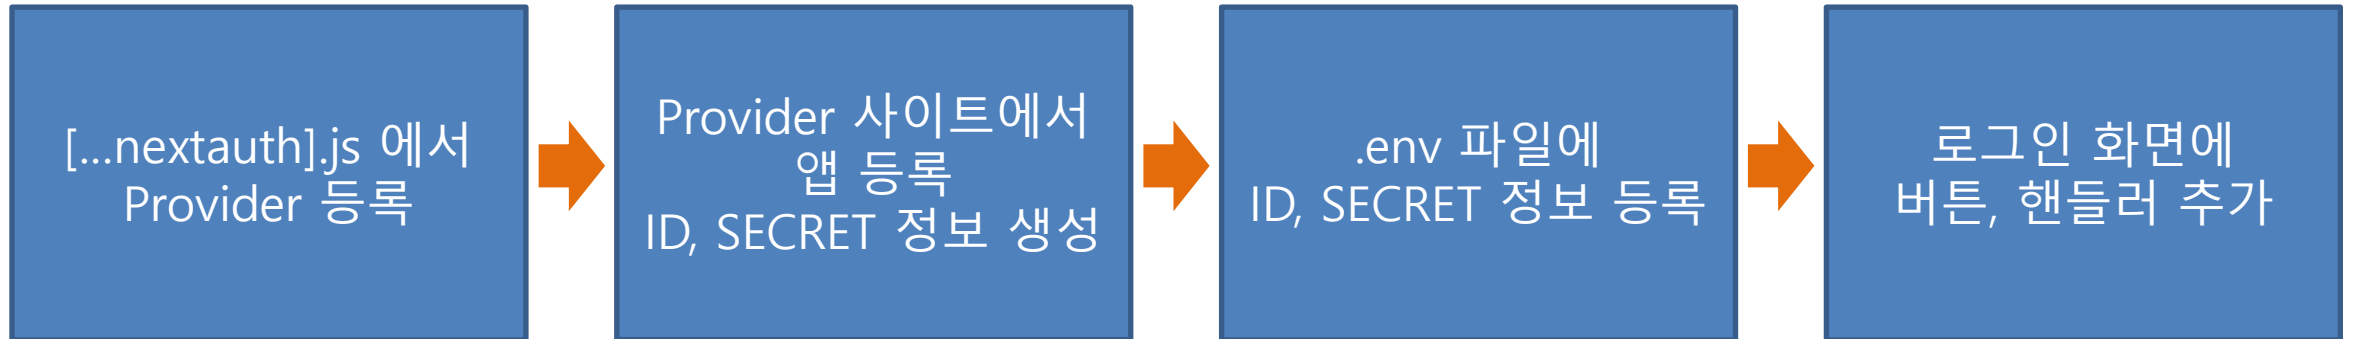 [...nextauth].js 에서
Provider 등록
Provider 사이트에서
앱 등록
ID, SECRET 정보 생성
.env 파일에
ID, SECRET 정보 등록
로그인 화면에
버튼, 핸들러 추가